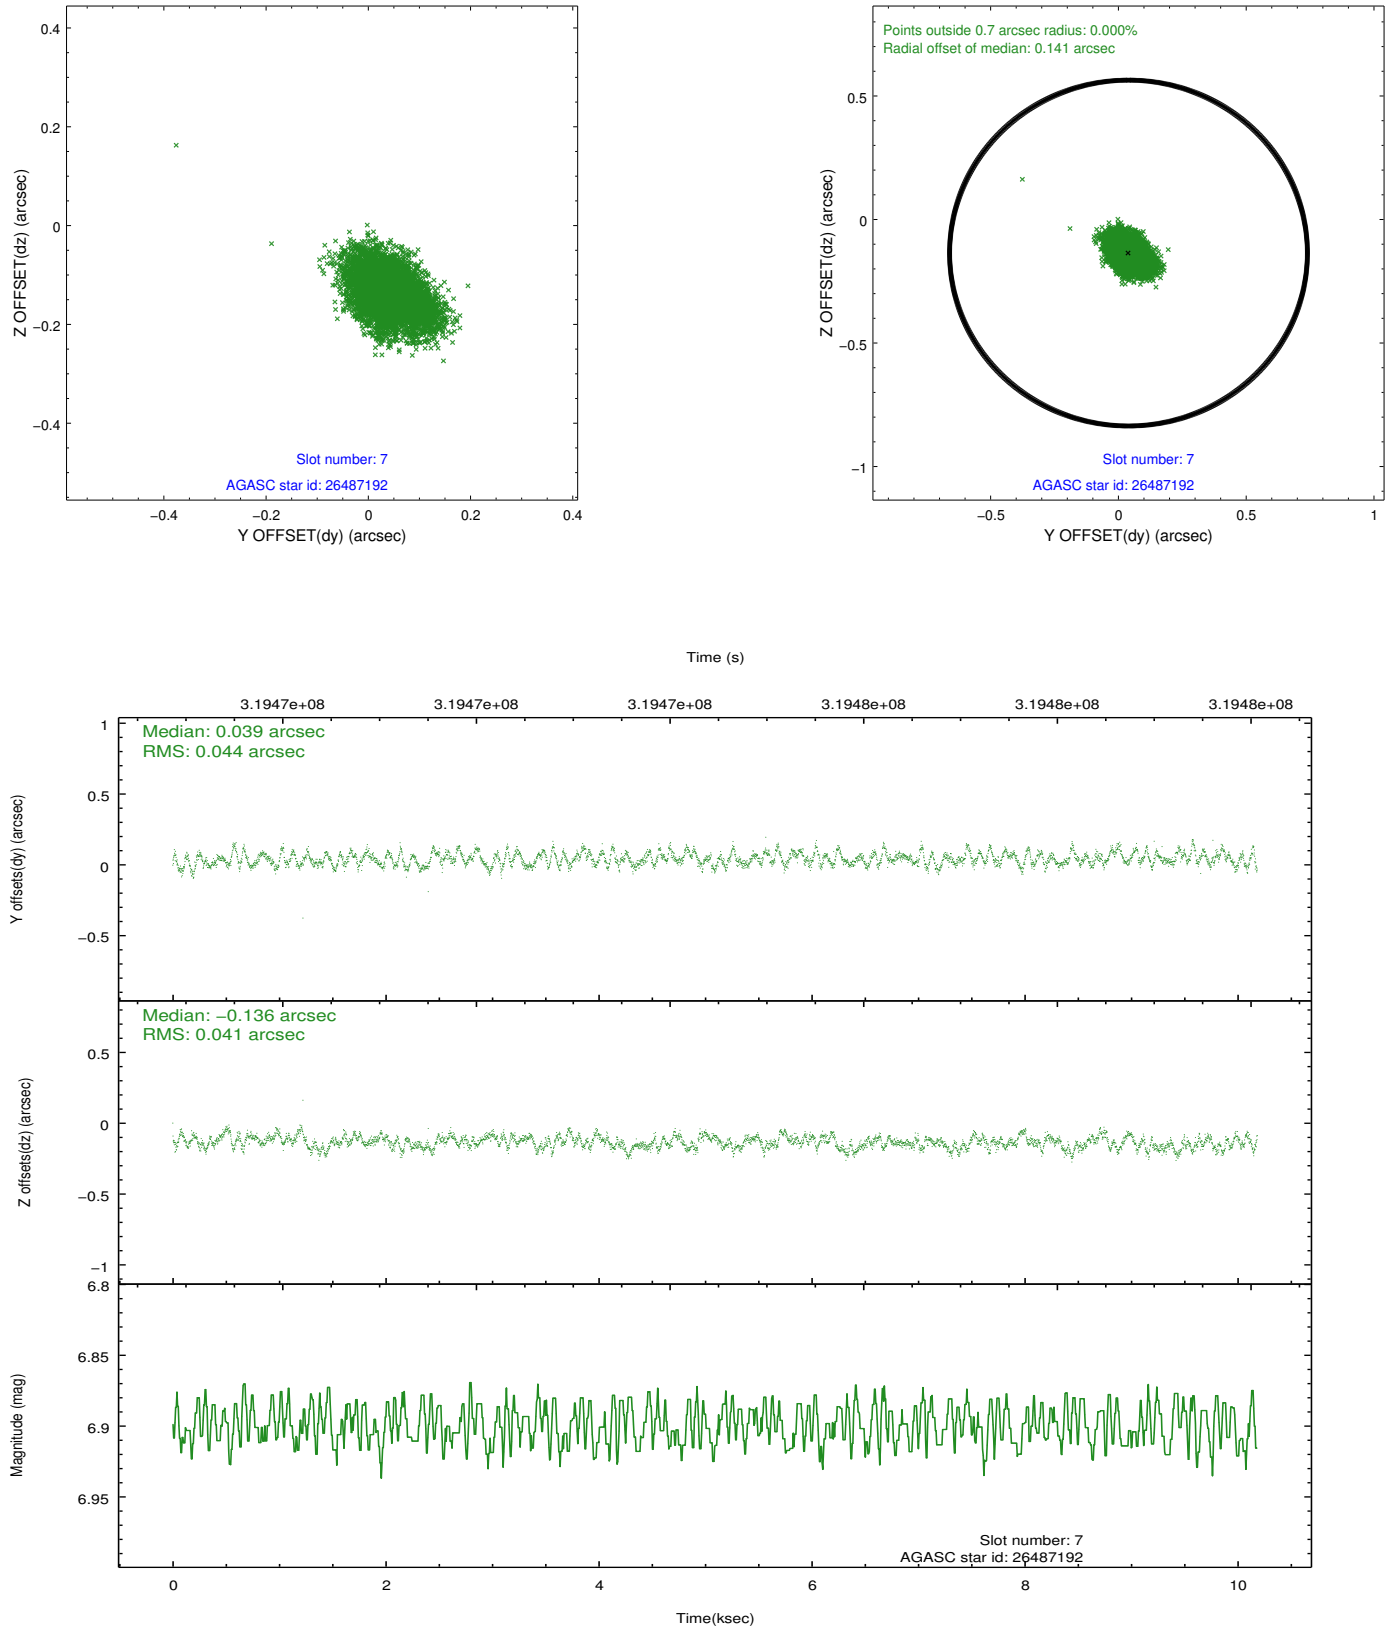 0.4
0.2
0
−0.2
−0.4
Z OFFSET(dz) (arcsec)
Slot number: 7
AGASC star id: 26487192
−0.4
−0.2
0
0.2
0.4
Y OFFSET(dy) (arcsec)
Points outside 0.7 arcsec radius: 0.000%
Radial offset of median: 0.141 arcsec
0.5
0
−0.5
−1
Z OFFSET(dz) (arcsec)
Slot number: 7
AGASC star id: 26487192
−0.5
0
0.5
1
Y OFFSET(dy) (arcsec)
Time (s)
3.1947e+08
3.1947e+08
3.1947e+08
3.1948e+08
3.1948e+08
3.1948e+08
Median: 0.039 arcsec
RMS: 0.044 arcsec
1
0.5
0
−0.5
Y offsets(dy) (arcsec)
Median: −0.136 arcsec
RMS: 0.041 arcsec
0.5
0
−0.5
−1
Z offsets(dz) (arcsec)
6.8
6.85
6.9
6.95
Magnitude (mag)
Slot number: 7
AGASC star id: 26487192
0
2
4
6
8
10
Time(ksec)